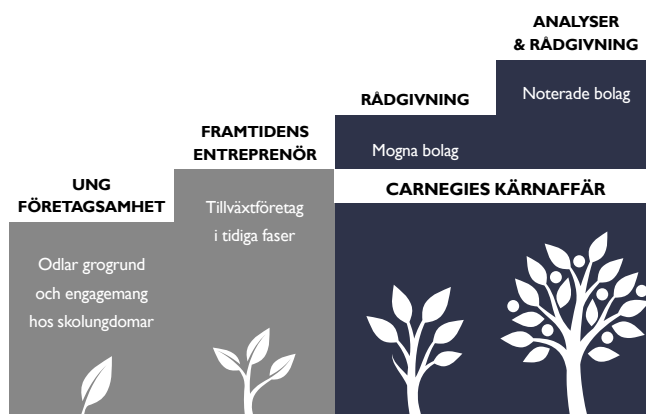 UNG
FÖRETAGSAMHET
Odlar grogrund
och engagemang
hos skolungdomar
FRAMTIDENS
ENTREPRENÖR
Tillväxtföretag
i tidiga faser
RÅDGIVNING
Mogna bolag
ANALYSER
& RÅDGIVNING
Noterade bolag
CARNEGIES KÄRNAFFÄR